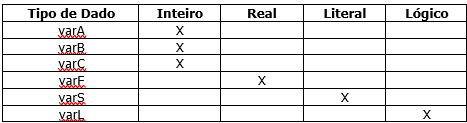 Tipo de Dado Inteiro Real Literal Lógico
varA X
varB X
varC X
varF X
varS X
varL X